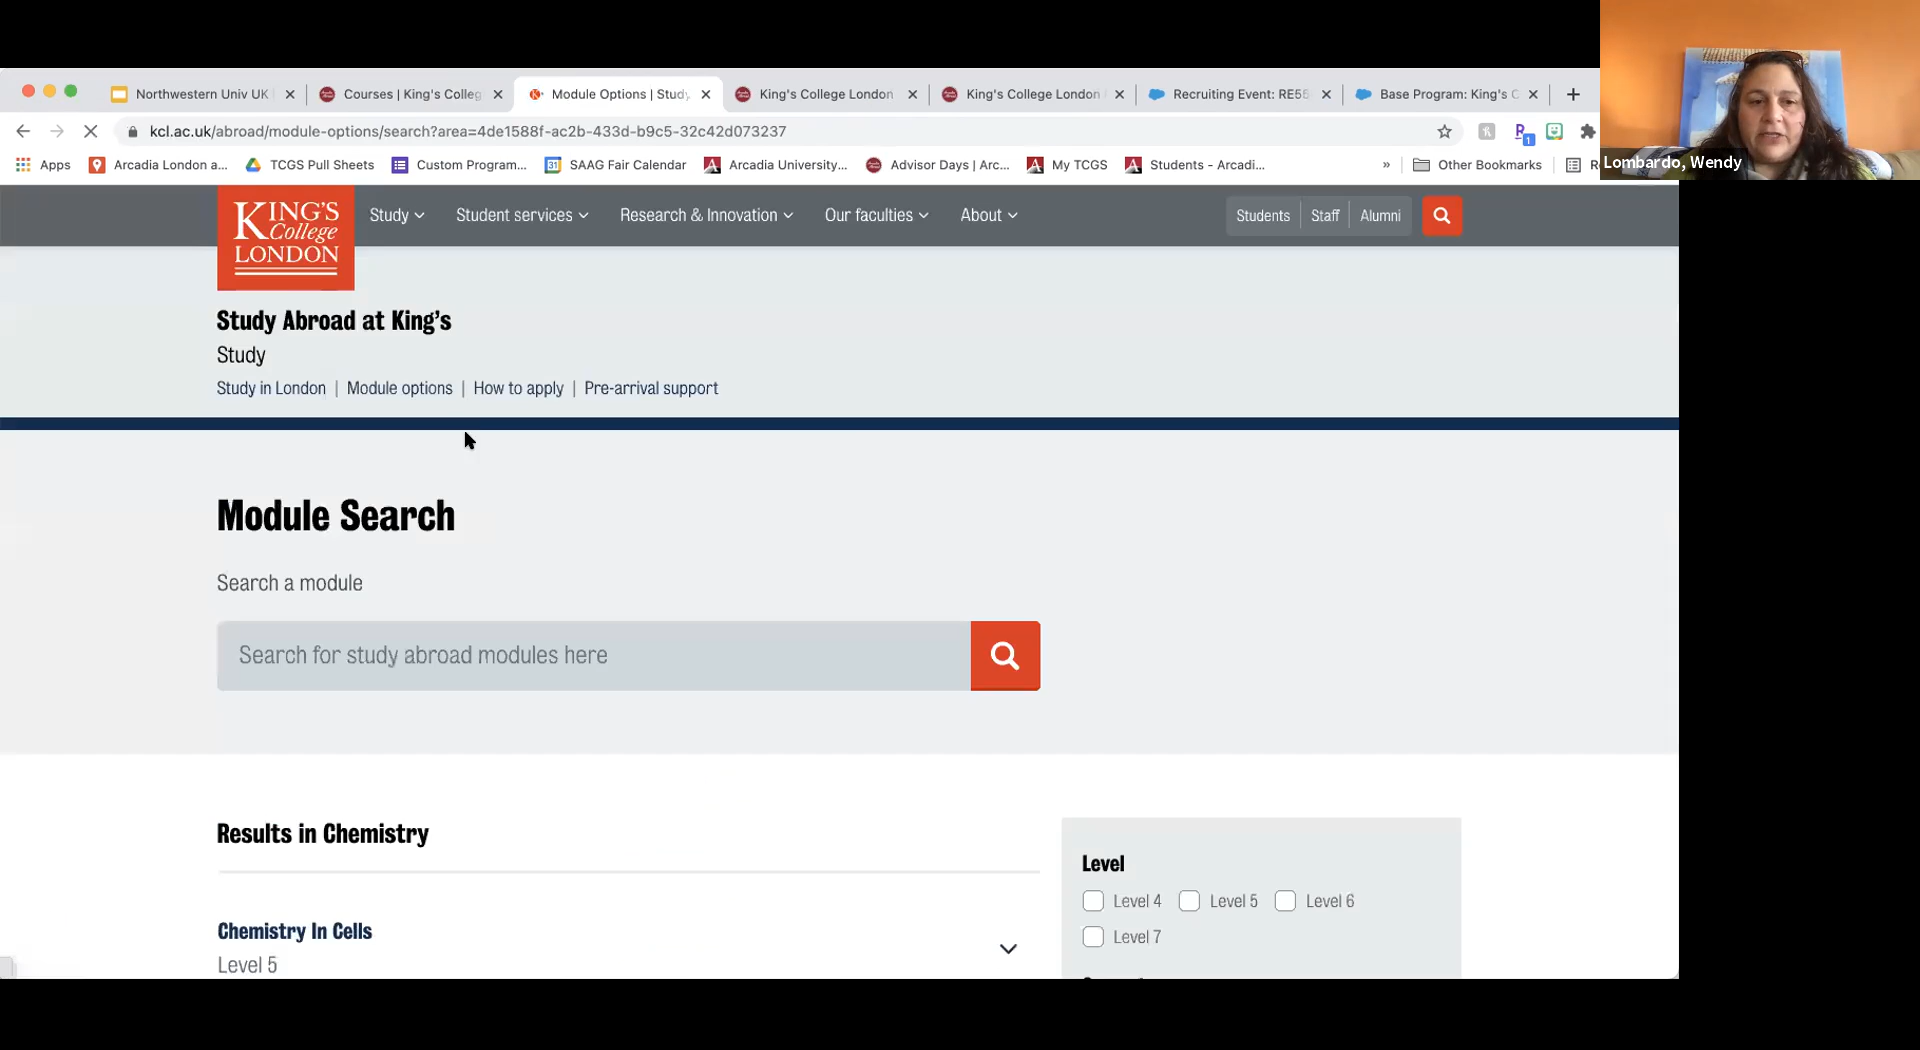 Northwestern Univ UK
Courses | King's Colleg
Module Options | Study
King's College London
King's College London
Recruiting Event: RE55
Base Program: King's C
kcl.ac.uk/abroad/module-options/search?area=4de1588f-ac2b-433d-b9c5-32c42d073237
1
Apps
Arcadia London a...
TCGS Pull Sheets
Custom Program...
31
SAAG Fair Calendar
Arcadia University...
Advisor Days | Arc...
My TCGS
Students - Arcadi...
»
Other Bookmarks
Lombardo, Wendy
KING'S
College
LONDON
Study
Student services
Research & Innovation
Our faculties
About
Students
Staff
Alumni
Study Abroad at King's
Study
Study in London | Module options | How to apply | Pre-arrival support
Module Search
Search a module
Search for study abroad modules here
Results in Chemistry
Chemistry In Cells
Level 5
Level
Level 4
Level 5
Level 6
Level 7